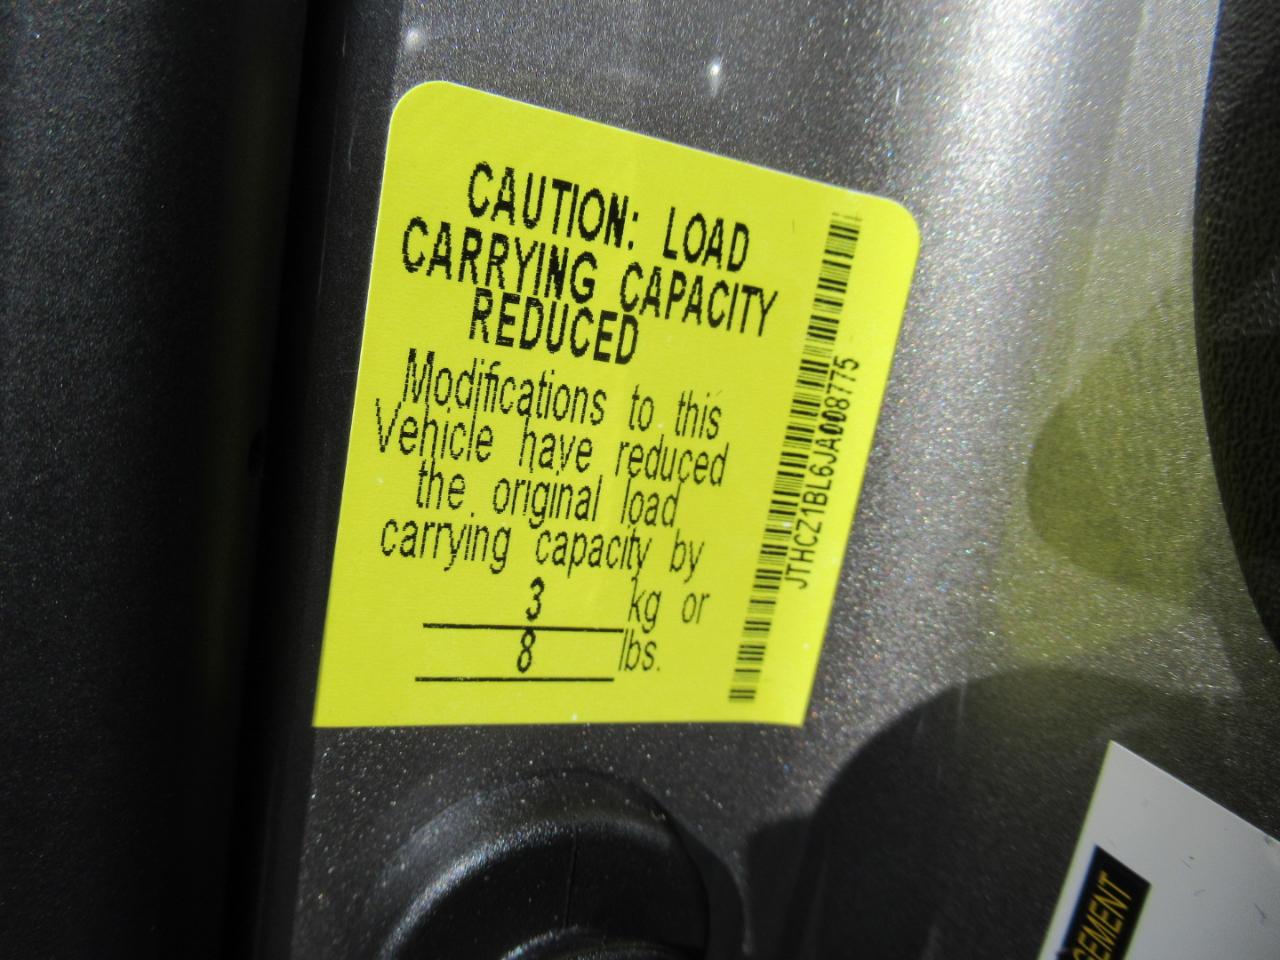 CAUTION: LOAD
CARRYING CAPACITY
REDUCED
Modifications to this
Vehicle have reduced
the original load
carrying capacity by
3 kg or
8 lbs.
JTHCZ1BL6JA008775
GEMENT